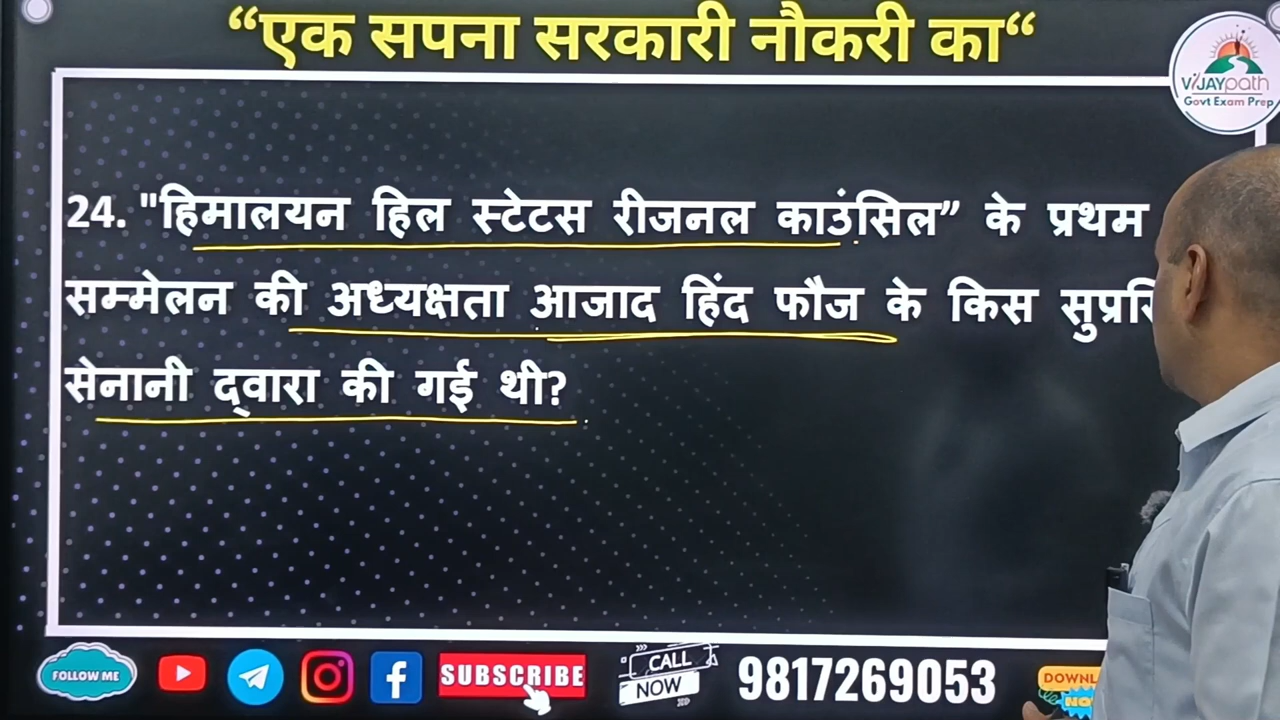 “एक सपना सरकारी नौकरी का“
VIJAYpath
Govt Exam Prep
24. "हिमालयन हिल स्टेटस रीजनल काउंसिल” के प्रथम
सम्मेलन की अध्यक्षता आजाद हिंद फौज के किस
सेनानी द्वारा की गई थी?
FOLLOW ME
SUBSCRIBE
CALL
NOW
9817269053